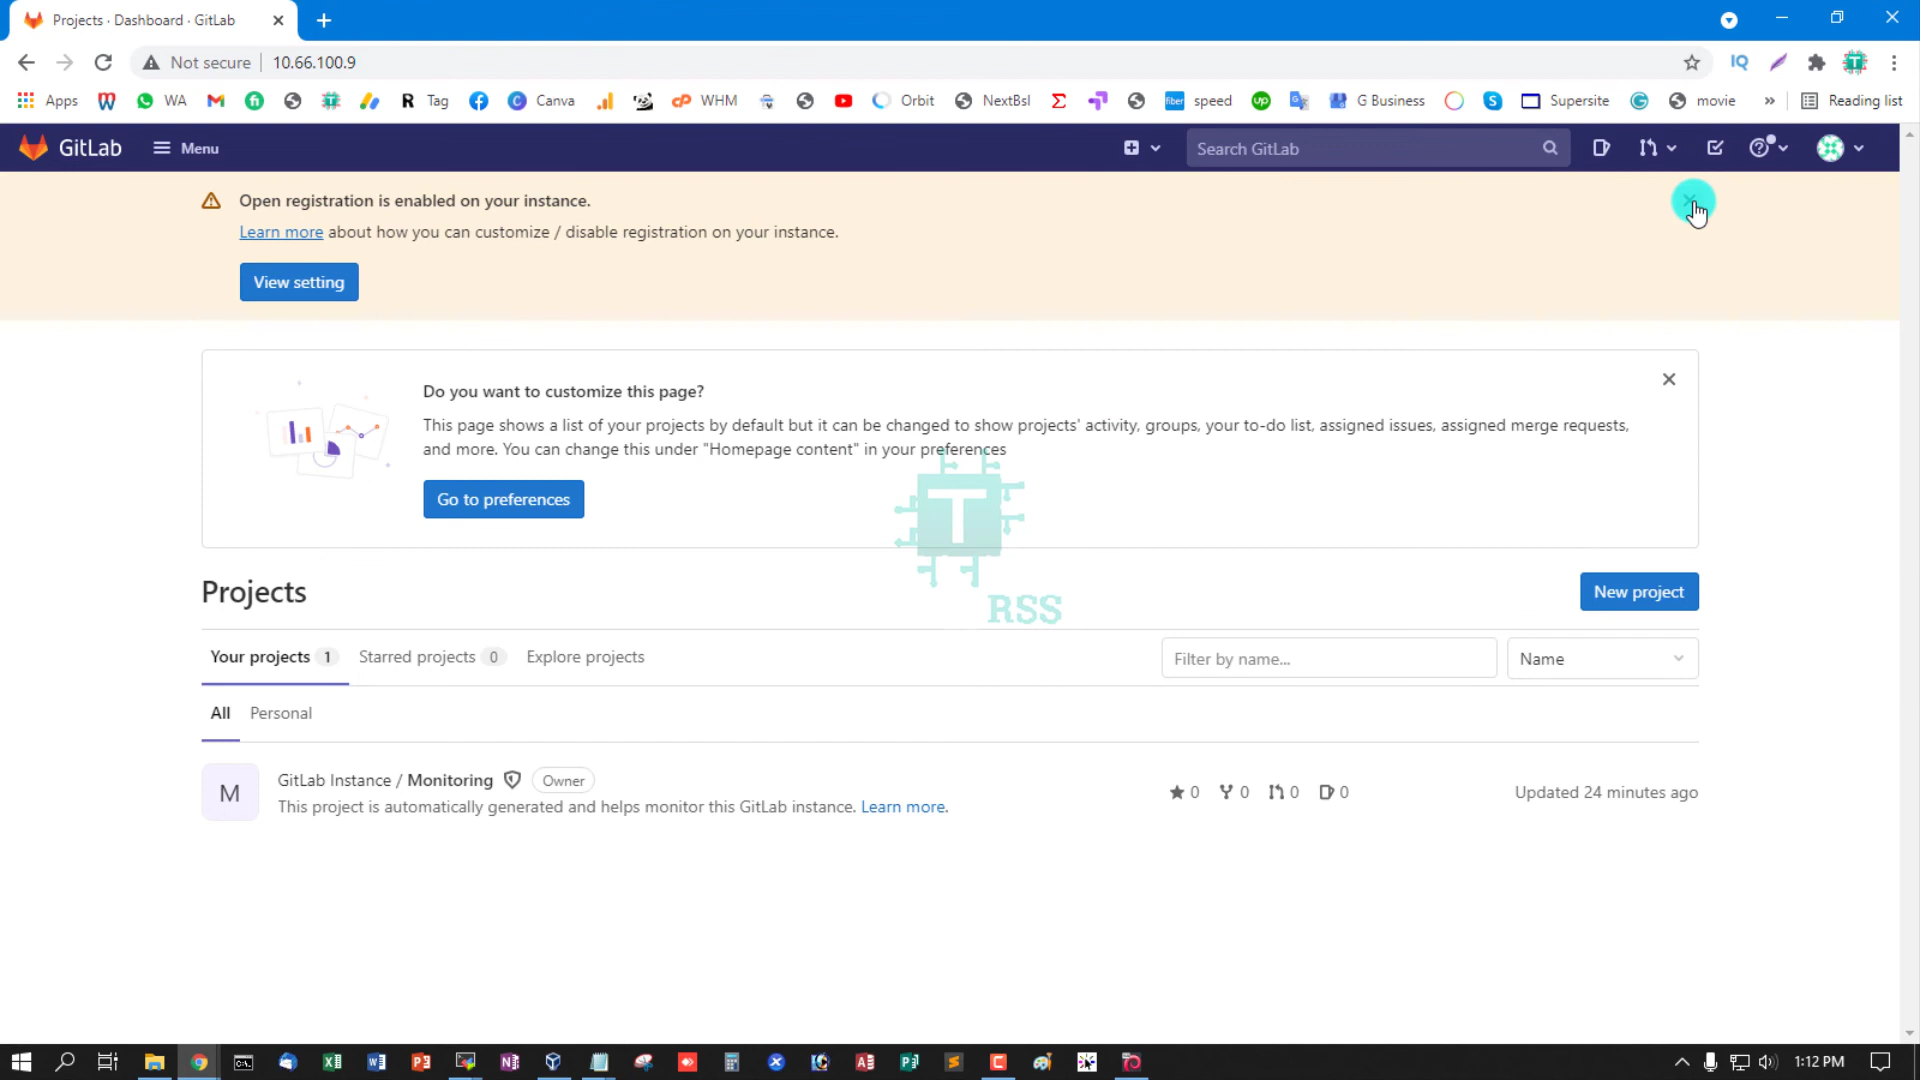 Projects · Dashboard · GitLab
Not secure 10.66.100.9
Apps WA Tag Canva WHM Orbit NextBsl speed G Business Supersite movie » Reading list
GitLab Menu Search GitLab
Open registration is enabled on your instance.
Learn more about how you can customize / disable registration on your instance.
View setting
Do you want to customize this page?
This page shows a list of your projects by default but it can be changed to show projects' activity, groups, your to-do list, assigned issues, assigned merge requests,
and more. You can change this under "Homepage content" in your preferences
Go to preferences
T
RSS
Projects
New project
Your projects 1 Starred projects 0 Explore projects Filter by name... Name
All Personal
M
GitLab Instance / Monitoring Owner
This project is automatically generated and helps monitor this GitLab instance. Learn more.
0 0 0 0 Updated 24 minutes ago
1:12 PM